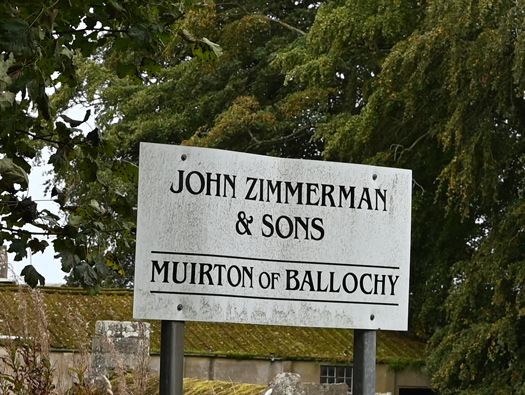 JOHN ZIMMERMAN
& SONS
MUIRTON OF BALLOCHY